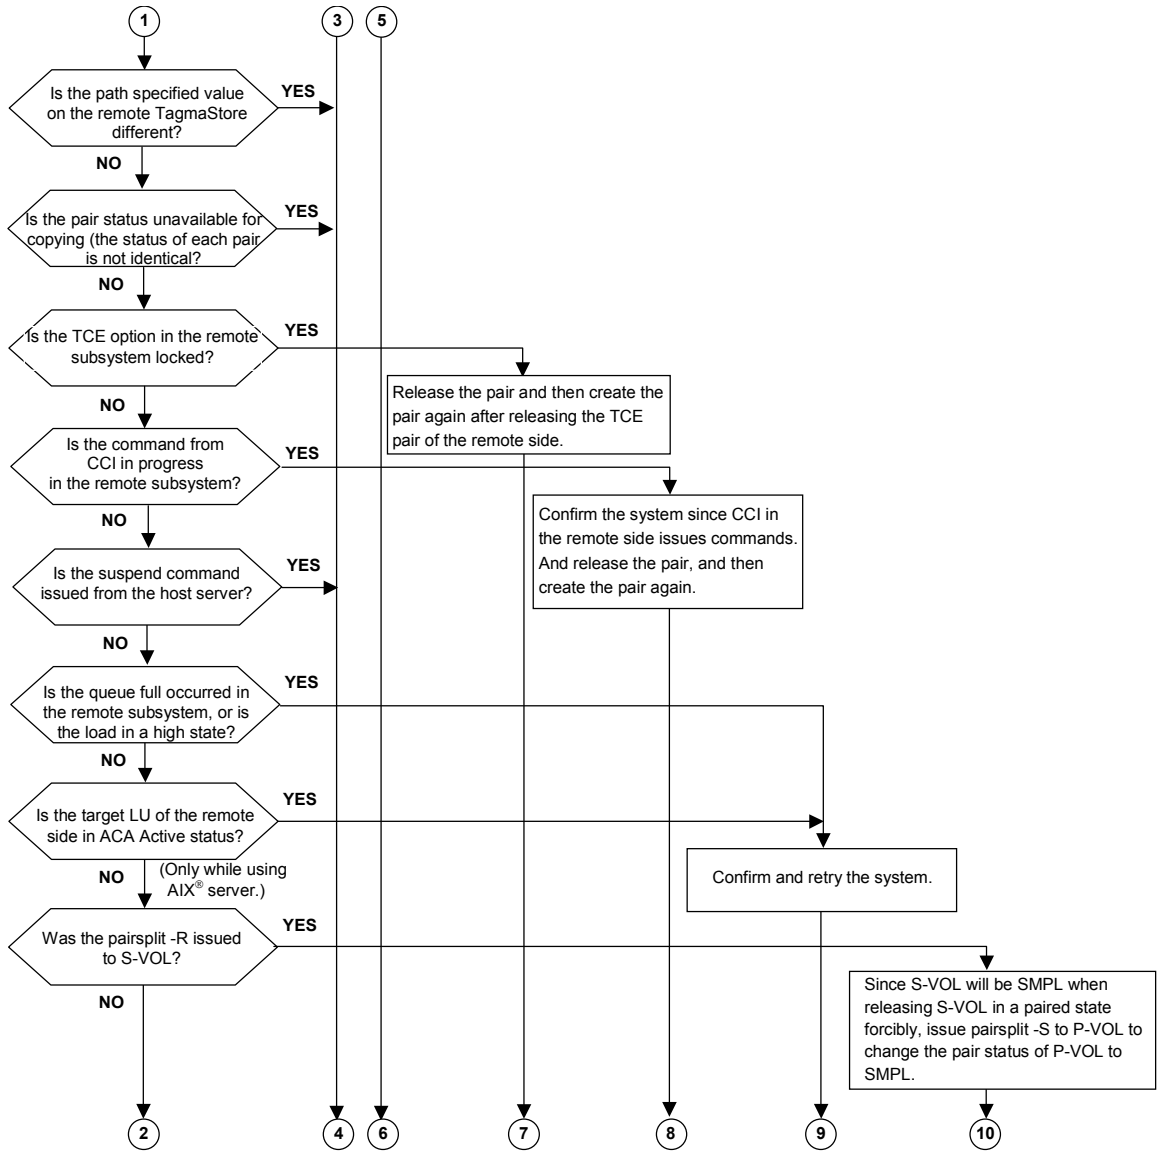 1
3
5
Is the path specified value
on the remote TagmaStore
different?
YES
NO
Is the pair status unavailable for
copying (the status of each pair
is not identical?
YES
NO
Is the TCE option in the remote
subsystem locked?
YES
Release the pair and then create the
pair again after releasing the TCE
pair of the remote side.
NO
Is the command from
CCI in progress
in the remote subsystem?
YES
Confirm the system since CCI in
the remote side issues commands.
And release the pair, and then
create the pair again.
NO
Is the suspend command
issued from the host server?
YES
NO
Is the queue full occurred in
the remote subsystem, or is
the load in a high state?
YES
NO
Is the target LU of the remote
side in ACA Active status?
YES
Confirm and retry the system.
NO
(Only while using
AIX® server.)
Was the pairsplit -R issued
to S-VOL?
YES
Since S-VOL will be SMPL when
releasing S-VOL in a paired state
forcibly, issue pairsplit -S to P-VOL to
change the pair status of P-VOL to
SMPL.
NO
2
4
6
7
8
9
10